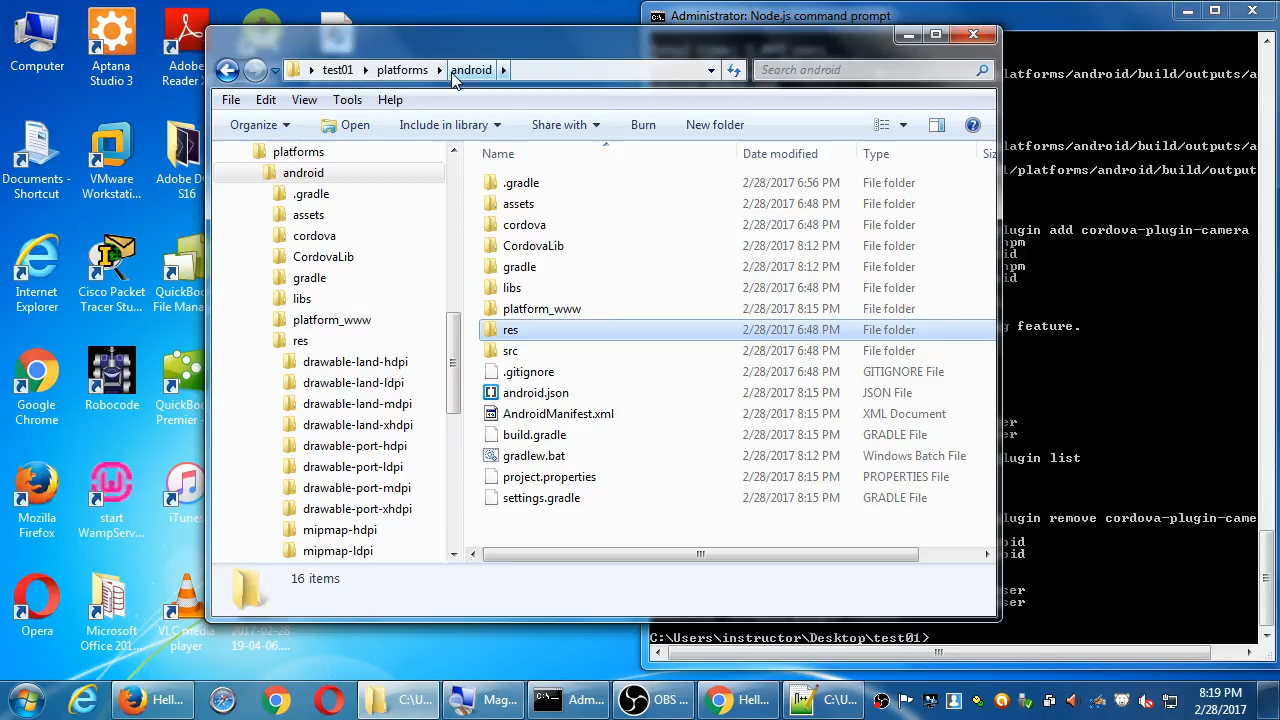 Computer
Aptana
Studio 3
Adobe
Reader
Documents -
Shortcut
VMware
Workstati...
Internet
Explorer
Cisco Packet
Tracer Stu...
QuickBoo
File Mana
Google
Chrome
Robocode
QuickBoo
Premier -
Mozilla
Firefox
start
WampServ...
iTune
Opera
Microsoft
Office 201...
VLC media
player
2017-02-28
19-04-06...
test01
platforms
android
Search android
File
Edit
View
Tools
Help
Organize
Open
Include in library
Share with
Burn
New folder
platforms
android
.gradle
assets
cordova
CordovaLib
gradle
libs
platform_www
res
drawable-land-hdpi
drawable-land-ldpi
drawable-land-mdpi
drawable-land-xhdpi
drawable-port-hdpi
drawable-port-ldpi
drawable-port-mdpi
drawable-port-xhdpi
mipmap-hdpi
mipmap-ldpi
Name Date modified Type Siz
.gradle 2/28/2017 6:56 PM File folder
assets 2/28/2017 6:48 PM File folder
cordova 2/28/2017 6:48 PM File folder
CordovaLib 2/28/2017 8:12 PM File folder
gradle 2/28/2017 8:12 PM File folder
libs 2/28/2017 6:48 PM File folder
platform_www 2/28/2017 8:15 PM File folder
res 2/28/2017 6:48 PM File folder
src 2/28/2017 6:48 PM File folder
.gitignore 2/28/2017 6:48 PM GITIGNORE File
android.json 2/28/2017 8:15 PM JSON File
AndroidManifest.xml 2/28/2017 8:15 PM XML Document
build.gradle 2/28/2017 8:15 PM GRADLE File
gradlew.bat 2/28/2017 8:12 PM Windows Batch File
project.properties 2/28/2017 8:15 PM PROPERTIES File
settings.gradle 2/28/2017 8:15 PM GRADLE File
16 items
Administrator: Node.js command prompt
latforms/android/build/outputs/a
latforms/android/build/outputs/a
/platforms/android/build/output
lugin add cordova-plugin-camera
npm
id
npm
id
g feature.
er
er
lugin list
lugin remove cordova-plugin-came
oid
oid
ser
ser
C:\Users\instructor\Desktop\test01>
Hell...
C:\U...
Mag...
Adm...
OBS ...
Hell...
C:\U...
8:19 PM
2/28/2017